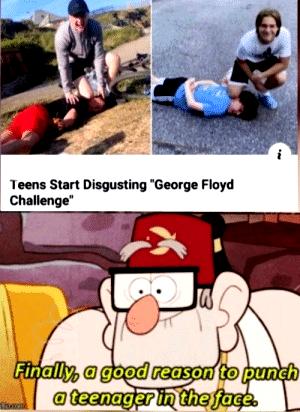 i
Teens Start Disgusting "George Floyd
Challenge"
Finally, a good reason to punch
a teenager in the face.